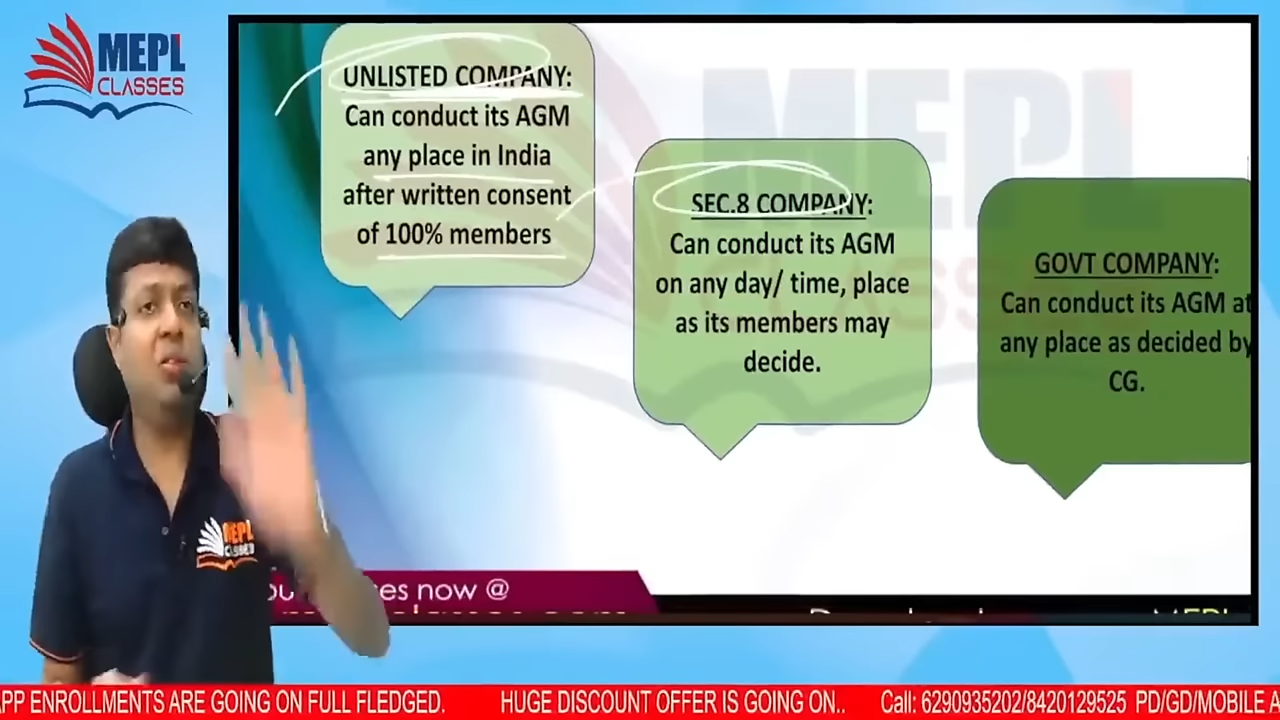 MEPL
CLASSES
UNLISTED COMPANY:
Can conduct its AGM
any place in India
after written consent
of 100% members
SEC.8 COMPANY:
Can conduct its AGM
on any day/ time, place
as its members may
decide.
GOVT COMPANY:
Can conduct its AGM at
any place as decided by
CG.
MEPL
MEPL
CLASSES
now @
APP ENROLLMENTS ARE GOING ON FULL FLEDGED. HUGE DISCOUNT OFFER IS GOING ON.. Call: 6290935202/8420129525 PD/GD/MOBILE A